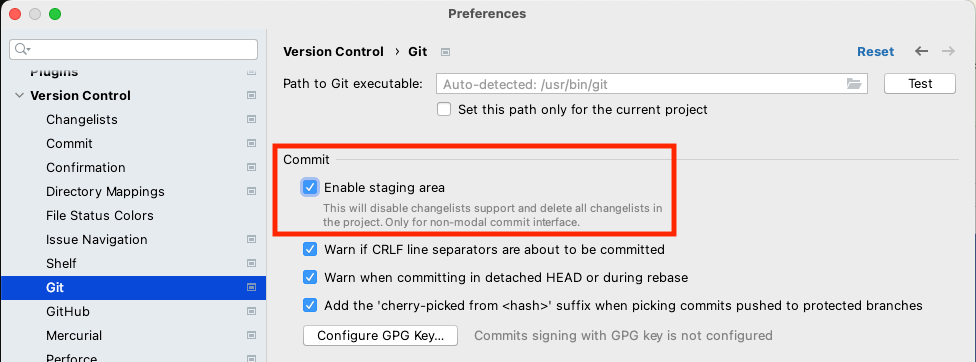 Preferences
Plugins
Version Control
Changelists
Commit
Confirmation
Directory Mappings
File Status Colors
Issue Navigation
Shelf
Git
GitHub
Mercurial
Perforce
Version Control › Git
Reset
Path to Git executable:
Auto-detected: /usr/bin/git
Test
Set this path only for the current project
Commit
Enable staging area
This will disable changelists support and delete all changelists in
the project. Only for non-modal commit interface.
Warn if CRLF line separators are about to be committed
Warn when committing in detached HEAD or during rebase
Add the 'cherry-picked from <hash>' suffix when picking commits pushed to protected branches
Configure GPG Key...
Commits signing with GPG key is not configured